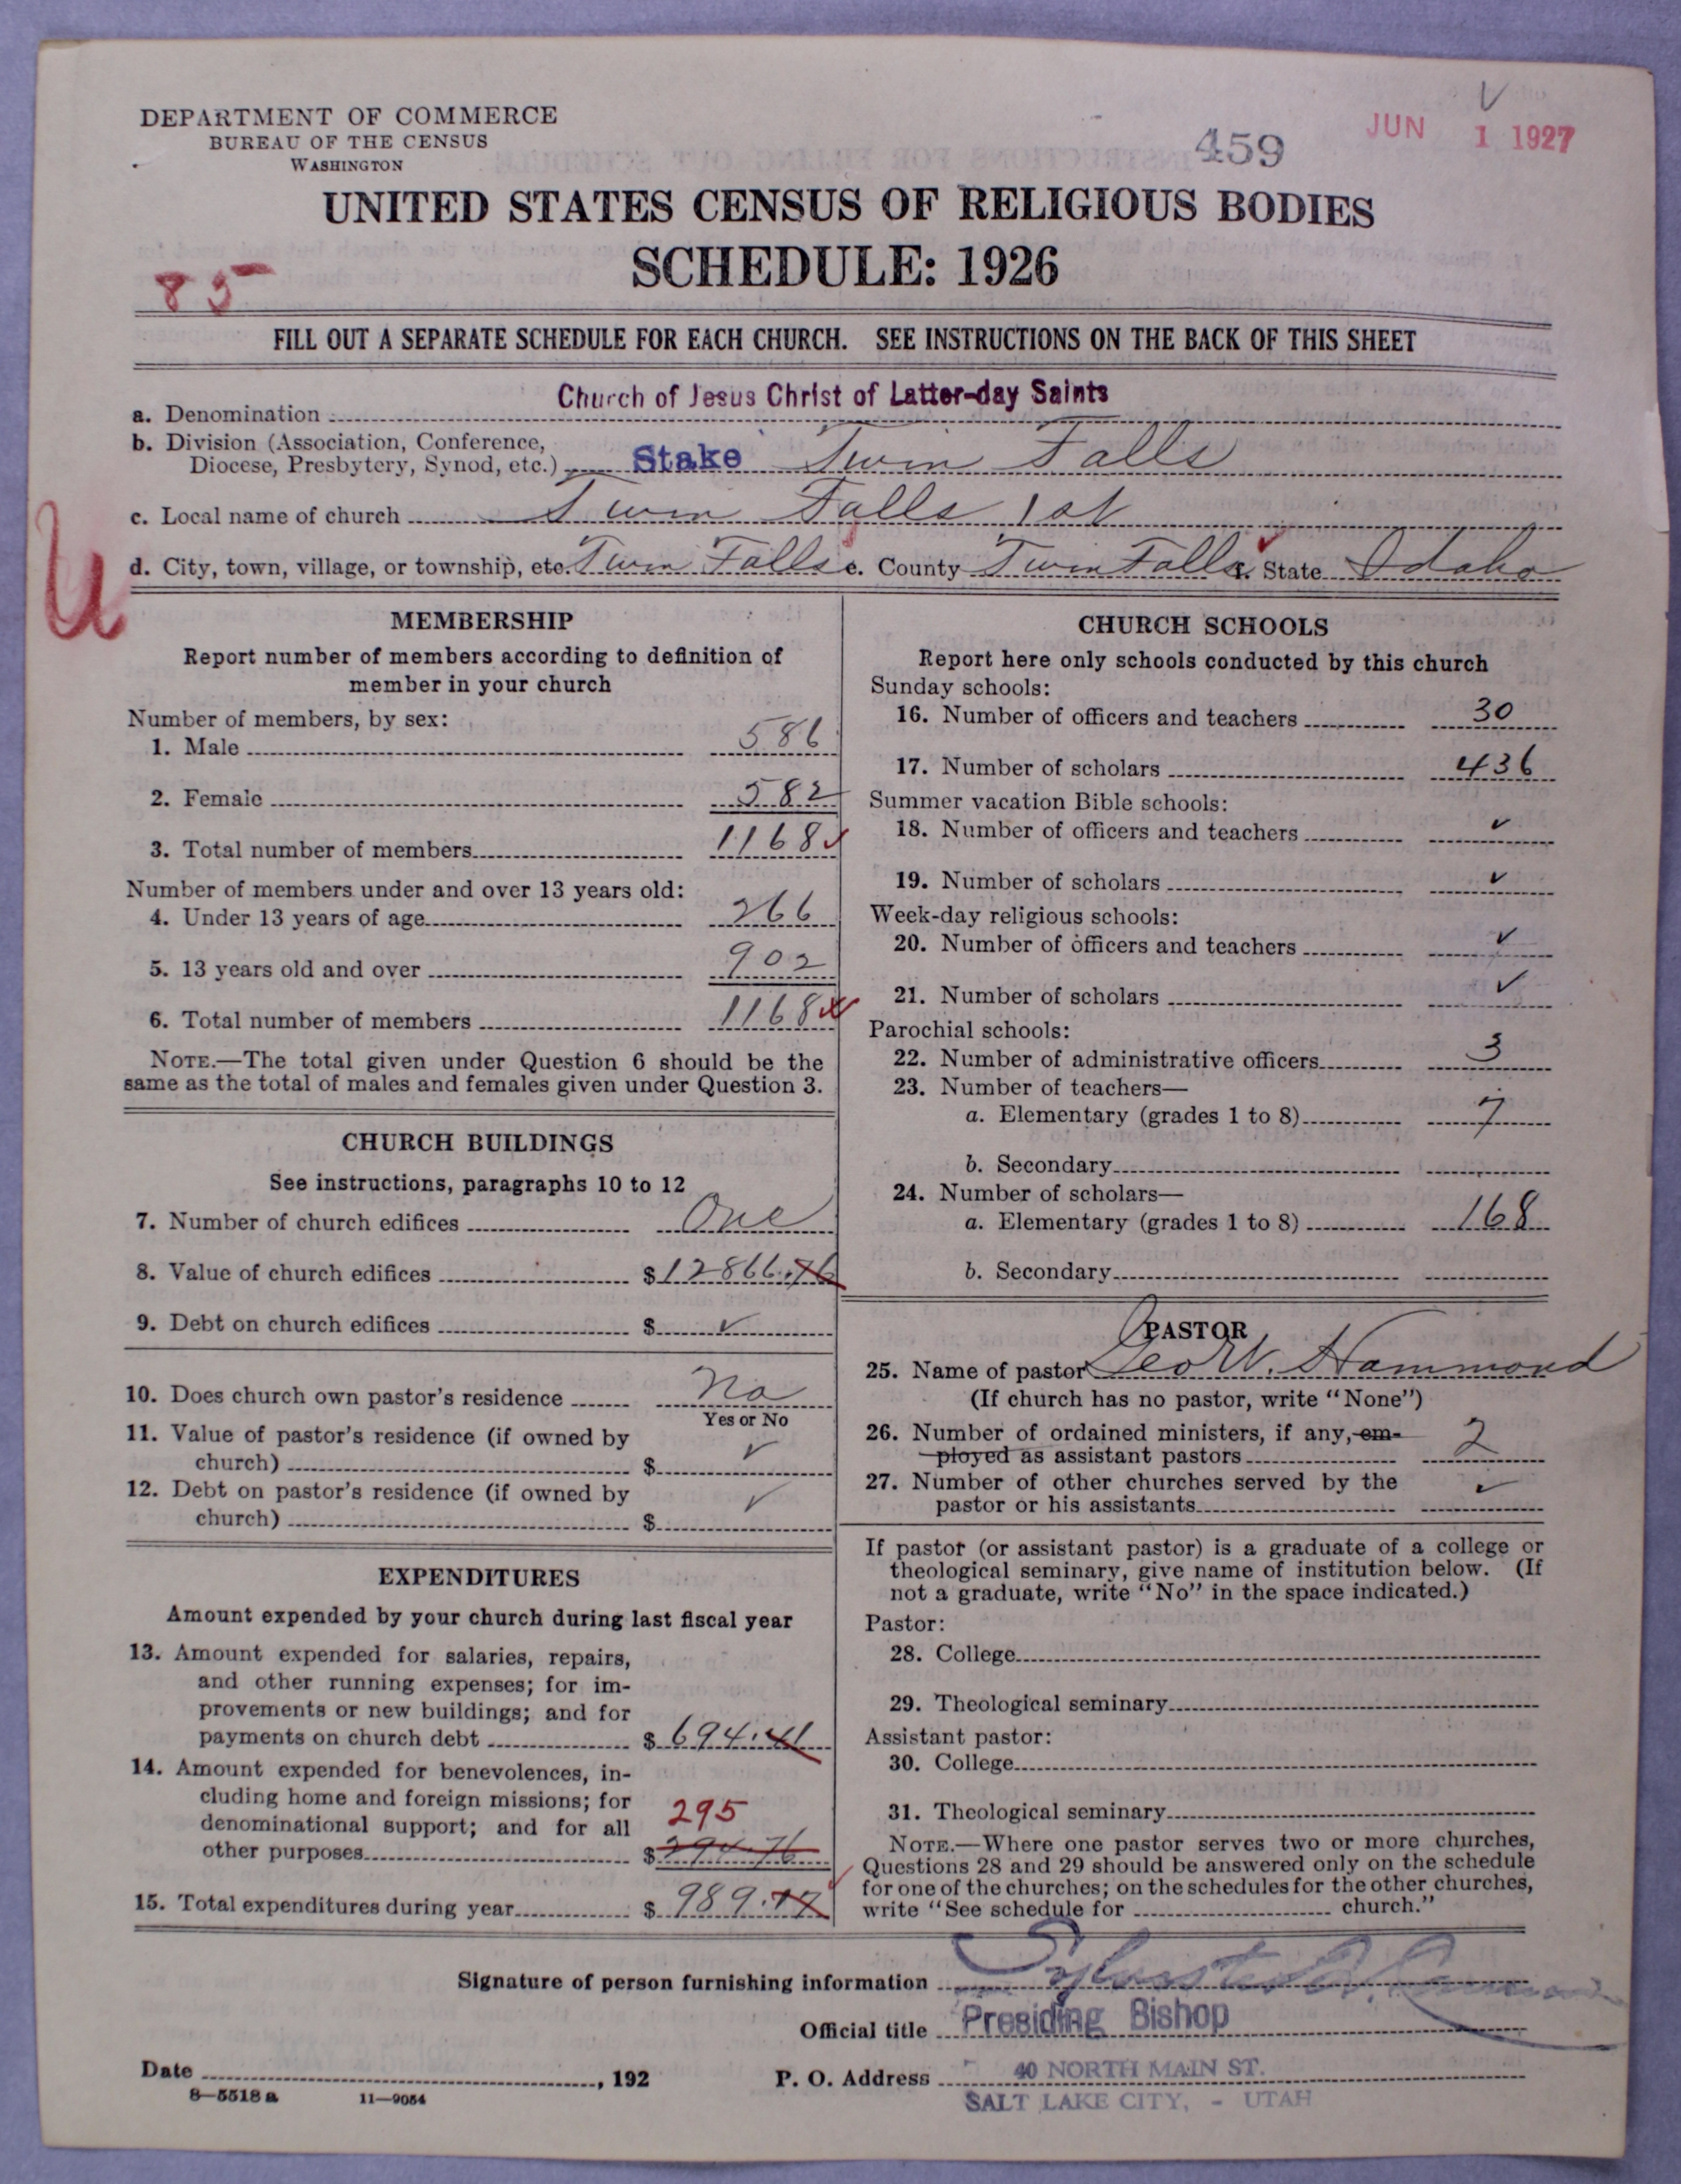 DEPARTMENT OF COMMERCE
BUREAU OF THE CENSUS
WASHINGTON
459
JUN 1 1927
UNITED STATES CENSUS OF RELIGIOUS BODIES
SCHEDULE: 1926
85
FILL OUT A SEPARATE SCHEDULE FOR EACH CHURCH. SEE INSTRUCTIONS ON THE BACK OF THIS SHEET
a. Denomination Church of Jesus Christ of Latter-day Saints
b. Division (Association, Conference,
Diocese, Presbytery, Synod, etc.) Stake Twin Falls
c. Local name of church Twin Falls 1st
d. City, town, village, or township, etc. Twin Falls e. County Twin Falls f. State Idaho
U
MEMBERSHIP
Report number of members according to definition of
member in your church
Number of members, by sex:
1. Male 586
2. Female 582
3. Total number of members 1168
Number of members under and over 13 years old:
4. Under 13 years of age 266
5. 13 years old and over 902
6. Total number of members 1168
NOTE.—The total given under Question 6 should be the
same as the total of males and females given under Question 3.
CHURCH BUILDINGS
See instructions, paragraphs 10 to 12
7. Number of church edifices One
8. Value of church edifices $12866.76
9. Debt on church edifices $ ✓
10. Does church own pastor's residence No
Yes or No
11. Value of pastor's residence (if owned by
church) $ ✓
12. Debt on pastor's residence (if owned by
church) $ ✓
EXPENDITURES
Amount expended by your church during last fiscal year
13. Amount expended for salaries, repairs,
and other running expenses; for im-
provements or new buildings; and for
payments on church debt $ 694.41
14. Amount expended for benevolences, in-
cluding home and foreign missions; for
denominational support; and for all 295
other purposes $294.76
15. Total expenditures during year $ 989.17
CHURCH SCHOOLS
Report here only schools conducted by this church
Sunday schools:
16. Number of officers and teachers 30
17. Number of scholars 436
Summer vacation Bible schools:
18. Number of officers and teachers ✓
19. Number of scholars ✓
Week-day religious schools:
20. Number of officers and teachers ✓
21. Number of scholars ✓
Parochial schools:
22. Number of administrative officers 3
23. Number of teachers—
a. Elementary (grades 1 to 8) 7
b. Secondary
24. Number of scholars—
a. Elementary (grades 1 to 8) 168
b. Secondary
PASTOR
25. Name of pastor Geo W. Hammond
(If church has no pastor, write "None")
26. Number of ordained ministers, if any, em-
ployed as assistant pastors 2
27. Number of other churches served by the
pastor or his assistants ✓
If pastor (or assistant pastor) is a graduate of a college or
theological seminary, give name of institution below. (If
not a graduate, write "No" in the space indicated.)
Pastor:
28. College
29. Theological seminary
Assistant pastor:
30. College
31. Theological seminary
NOTE.—Where one pastor serves two or more churches,
Questions 28 and 29 should be answered only on the schedule
for one of the churches; on the schedules for the other churches,
write "See schedule for church."
Signature of person furnishing information Sylvester Q. Cannon
Official title Presiding Bishop
Date , 192 P. O. Address 40 NORTH MAIN ST.
8—5518 a 11—9054 SALT LAKE CITY, - UTAH